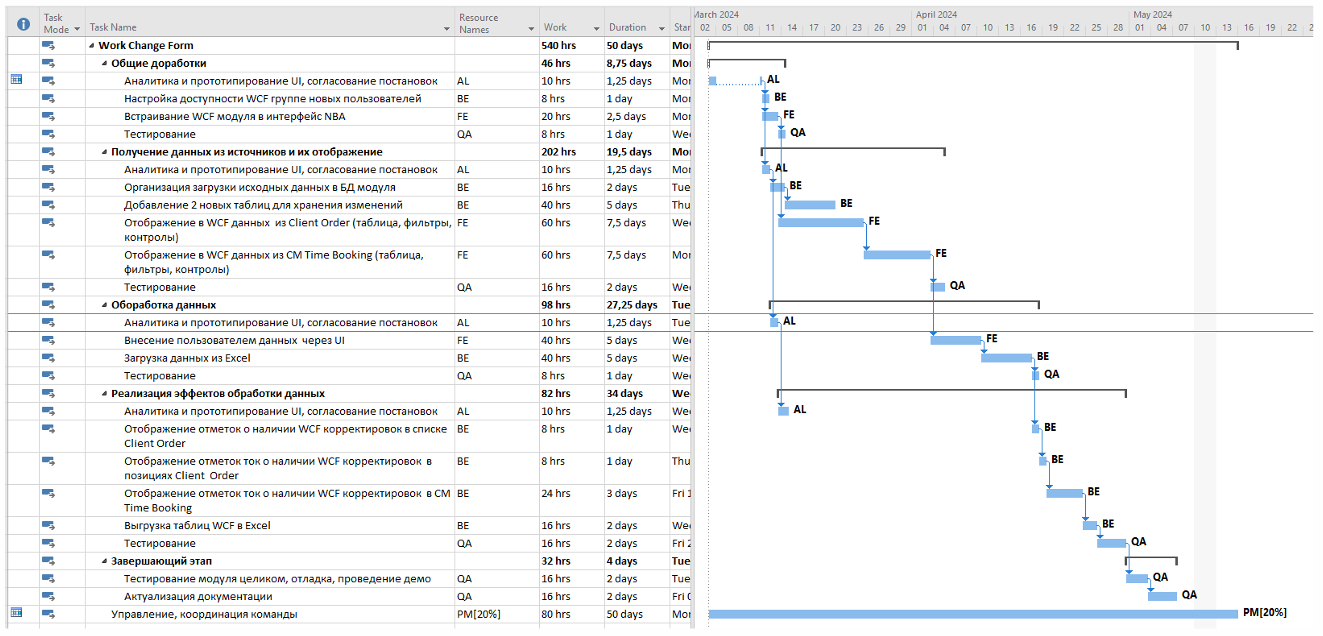 Task Mode Task Name Resource Names Work Duration Star March 2024 April 2024 May 2024
02 05 08 11 14 17 20 23 26 29 01 04 07 10 13 16 19 22 25 28 01 04 07 10 13 16 19 22 2
Work Change Form 540 hrs 50 days Mo
Общие доработки 46 hrs 8,75 days Mo
Аналитика и прототипирование UI, согласование постановок AL 10 hrs 1,25 days Mo AL
Настройка доступности WCF группе новых пользователей BE 8 hrs 1 day Mo BE
Встраивание WCF модуля в интерфейс NBA FE 20 hrs 2,5 days Mo FE
Тестирование QA 8 hrs 1 day We QA
Получение данных из источников и их отображение 202 hrs 19,5 days Mo
Аналитика и прототипирование UI, согласование постановок AL 10 hrs 1,25 days Mo AL
Организация загрузки исходных данных в БД модуля BE 16 hrs 2 days Tue BE
Добавление 2 новых таблиц для хранения изменений BE 40 hrs 5 days Thu BE
Отображение в WCF данных из Client Order (таблица, фильтры, FE 60 hrs 7,5 days We FE
контролы)
Отображение в WCF данных из CM Time Booking (таблица, FE 60 hrs 7,5 days Mo FE
фильтры, контролы)
Тестирование QA 16 hrs 2 days We QA
Обоработка данных 98 hrs 27,25 days Tue
Аналитика и прототипирование UI, согласование постановок AL 10 hrs 1,25 days Tue AL
Внесение пользователем данных через UI FE 40 hrs 5 days We FE
Загрузка данных из Excel BE 40 hrs 5 days We BE
Тестирование QA 8 hrs 1 day We QA
Реализация эффектов обработки данных 82 hrs 34 days We
Аналитика и прототипирование UI, согласование постановок AL 10 hrs 1,25 days We AL
Отображение отметок о наличии WCF корректировок в списке BE 8 hrs 1 day We BE
Client Order
Отображение отметок ток о наличии WCF корректировок в BE 8 hrs 1 day Thu BE
позициях Client Order
Отображение отметок ток о наличии WCF корректировок в CM BE 24 hrs 3 days Fri 1 BE
Time Booking
Выгрузка таблиц WCF в Excel BE 16 hrs 2 days We BE
Тестирование QA 16 hrs 2 days Fri 2 QA
Завершающий этап 32 hrs 4 days Tue
Тестирование модуля целиком, отладка, проведение демо QA 16 hrs 2 days Tue QA
Актуализация документации QA 16 hrs 2 days Fri 0 QA
Управление, координация команды PM[20%] 80 hrs 50 days Mo PM[20%]